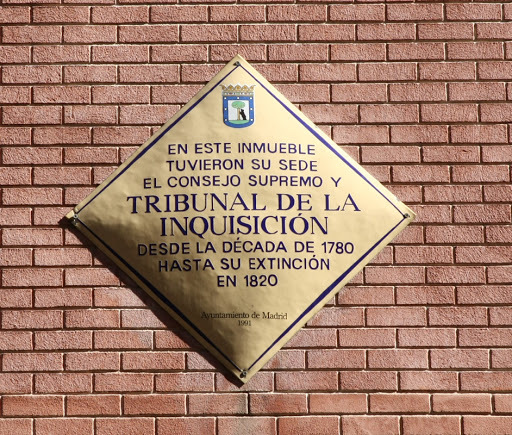 EN ESTE INMUEBLE
TUVIERON SU SEDE
EL CONSEJO SUPREMO Y
TRIBUNAL DE LA
INQUISICIÓN
DESDE LA DÉCADA DE 1780
HASTA SU EXTINCIÓN
EN 1820
Ayuntamiento de Madrid
1991